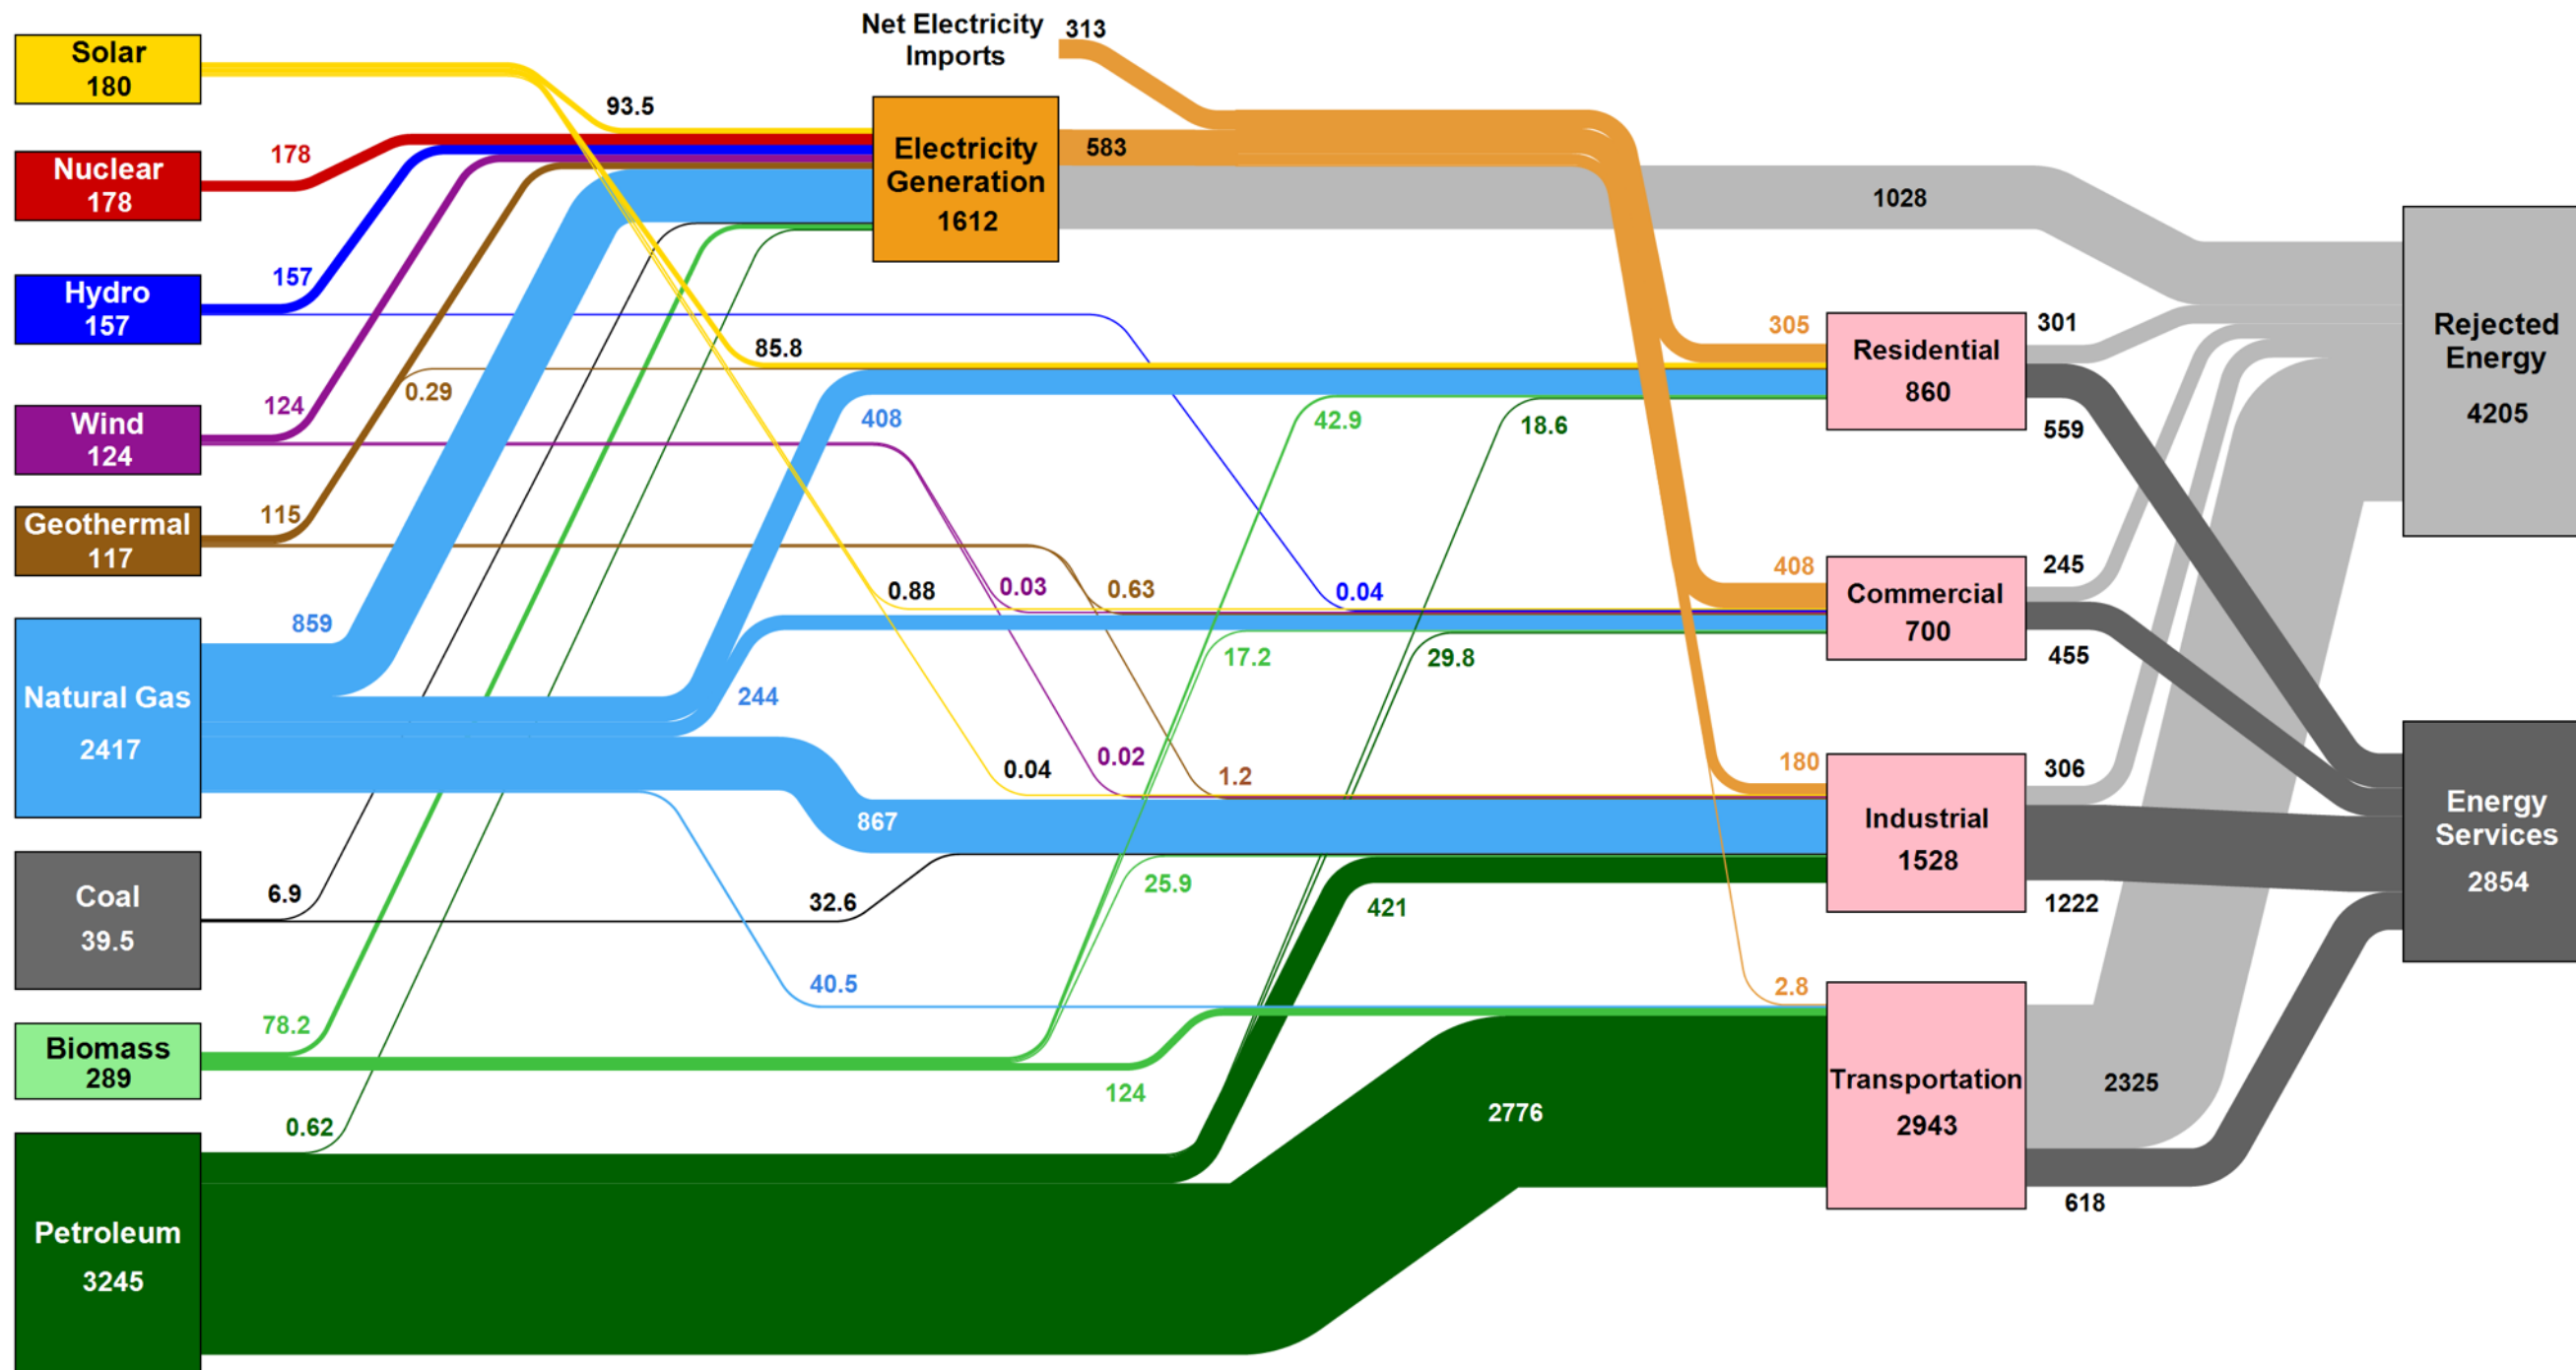 Net Electricity
Imports
313
Solar
180
93.5
Nuclear
178
178
Electricity
Generation
1612
583
1028
Hydro
157
157
Wind
124
124
Geothermal
117
115
0.29
85.8
408
42.9
18.6
305
Residential
860
301
559
Rejected
Energy
4205
Natural Gas
2417
859
244
0.88
0.03
0.63
0.04
17.2
29.8
408
Commercial
700
245
455
0.04
0.02
1.2
867
180
Industrial
1528
306
1222
Energy
Services
2854
Coal
39.5
6.9
32.6
25.9
421
40.5
2.8
Biomass
289
78.2
124
Transportation
2943
2325
618
Petroleum
3245
0.62
2776